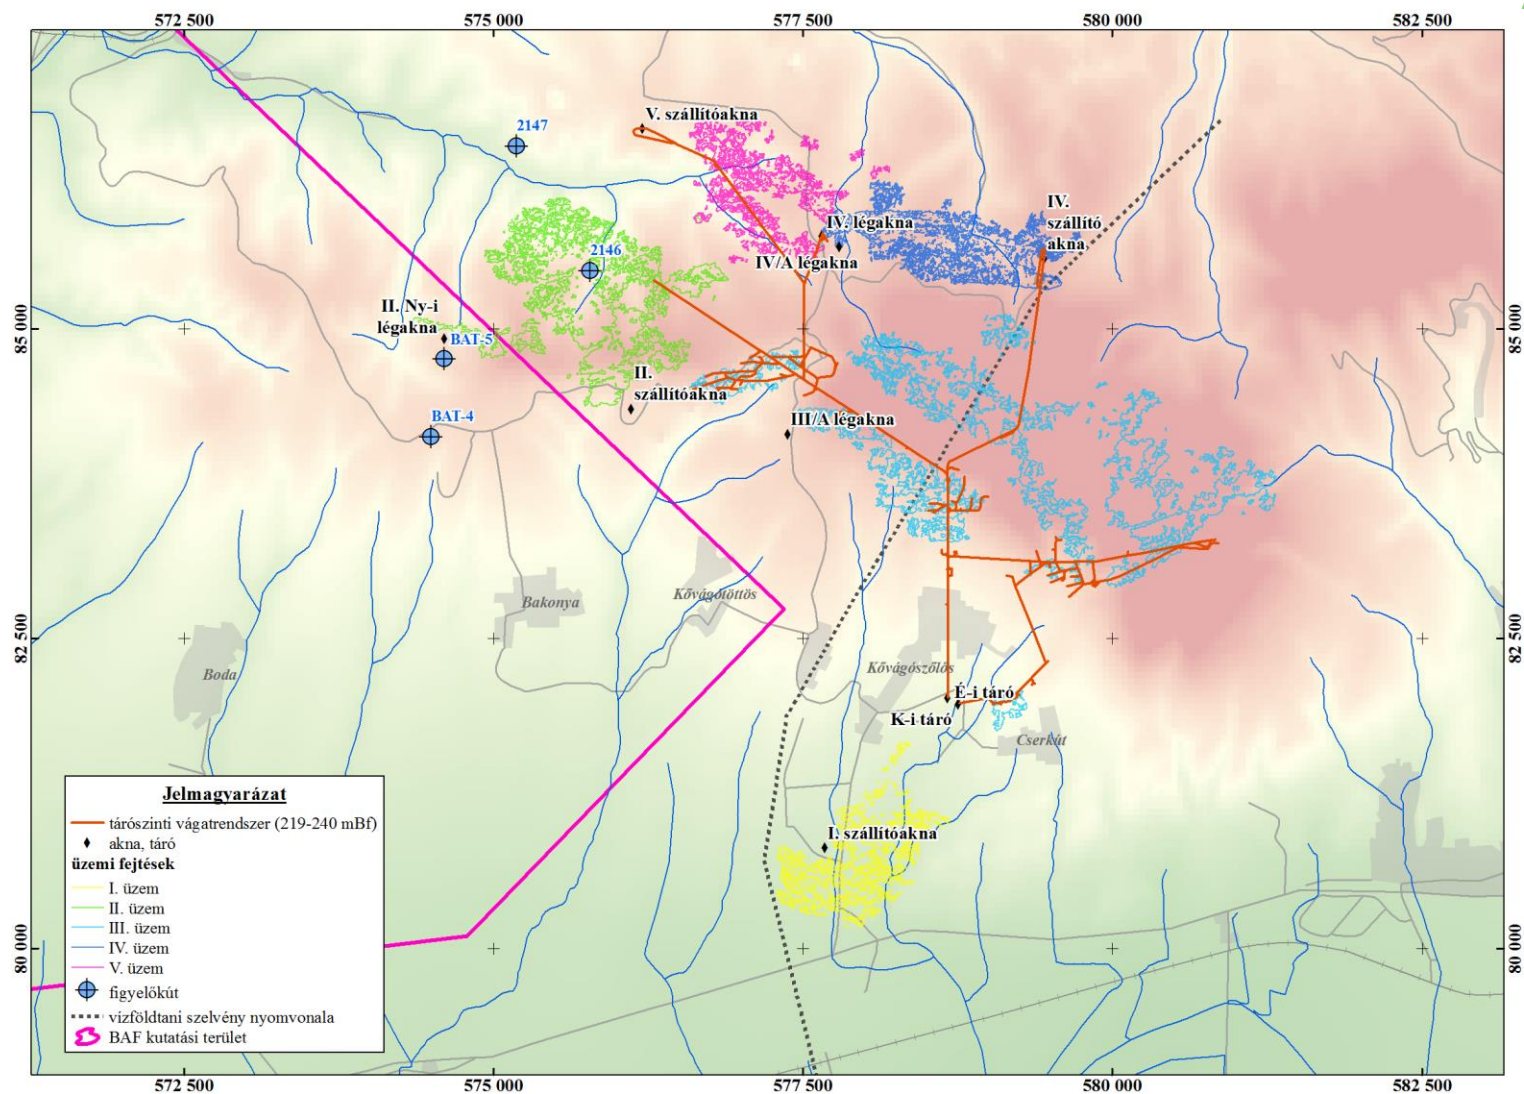 572 500
575 000
577 500
580 000
582 500
2147
V. szállítóakna
2146
IV. légakna
IV/A légakna
IV.
szállító
akna
II. Ny-i
légakna
BAT-5
BAT-4
II.
szállítóakna
III/A légakna
85 000
85 000
Bakonya
Kővágótöttös
Boda
Kővágószőlős
É-i táró
K-i táró
Cserkút
82 500
82 500
I. szállítóakna
80 000
80 000
Jelmagyarázat
tárószinti vágatrendszer (219-240 mBf)
akna, táró
üzemi fejtések
I. üzem
II. üzem
III. üzem
IV. üzem
V. üzem
figyelőkút
vízföldtani szelvény nyomvonala
BAF kutatási terület
572 500
575 000
577 500
580 000
582 500